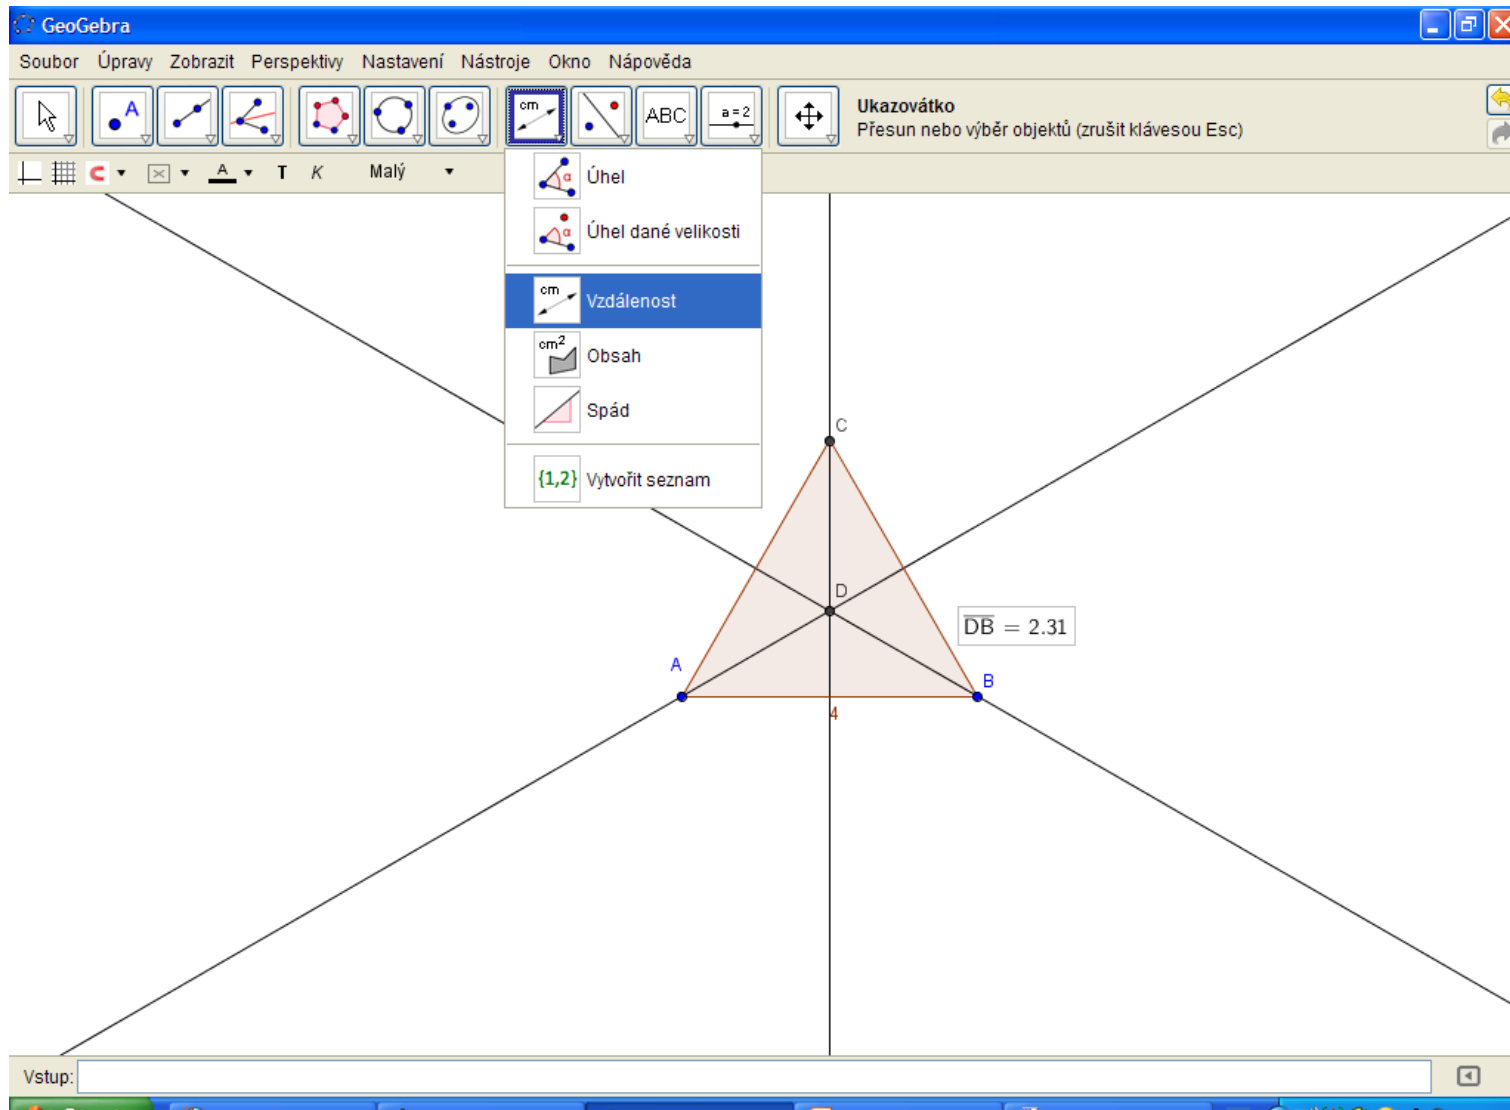 GeoGebra
Soubor Úpravy Zobrazit Perspektivy Nastavení Nástroje Okno Nápověda
A cm ABC a=2
Ukazovátko
Přesun nebo výběr objektů (zrušit klávesou Esc)
A T K Malý
α Úhel
α Úhel dané velikosti
cm Vzdálenost
cm² Obsah
Spád
{1,2} Vytvořit seznam
C
D
DB = 2.31
A
B
4
Vstup: